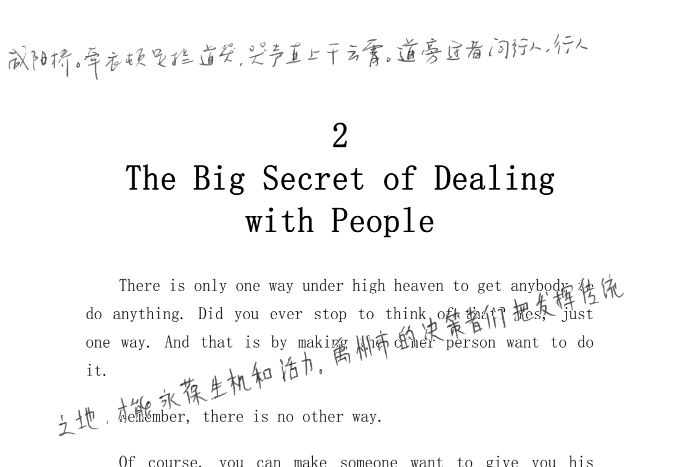 咸阳桥。牵衣顿足拦道哭，哭声直上干云霄。道旁过者问行人，行人
2
The Big Secret of Dealing
with People
There is only one way under high heaven to get anybody to
do anything. Did you ever stop to think of that? Yes, just
one way. And that is by making the other person want to do
it.
之地，才能永葆生机和活力。禹州市的决策者们把发挥传统
Remember, there is no other way.
Of course, you can make someone want to give you his